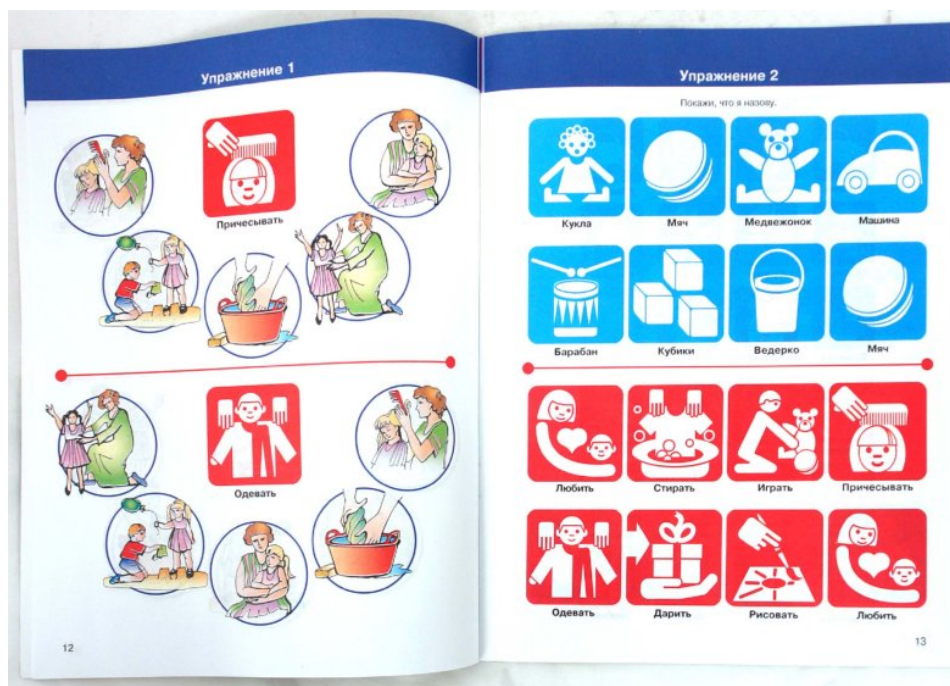 Упражнение 1
Причесывать
Одевать
12
Упражнение 2
Покажи, что я назову.
Кукла Мяч Медвежонок Машина
Барабан Кубики Ведерко Мяч
Любить Стирать Играть Причесывать
Одевать Дарить Рисовать Любить
13